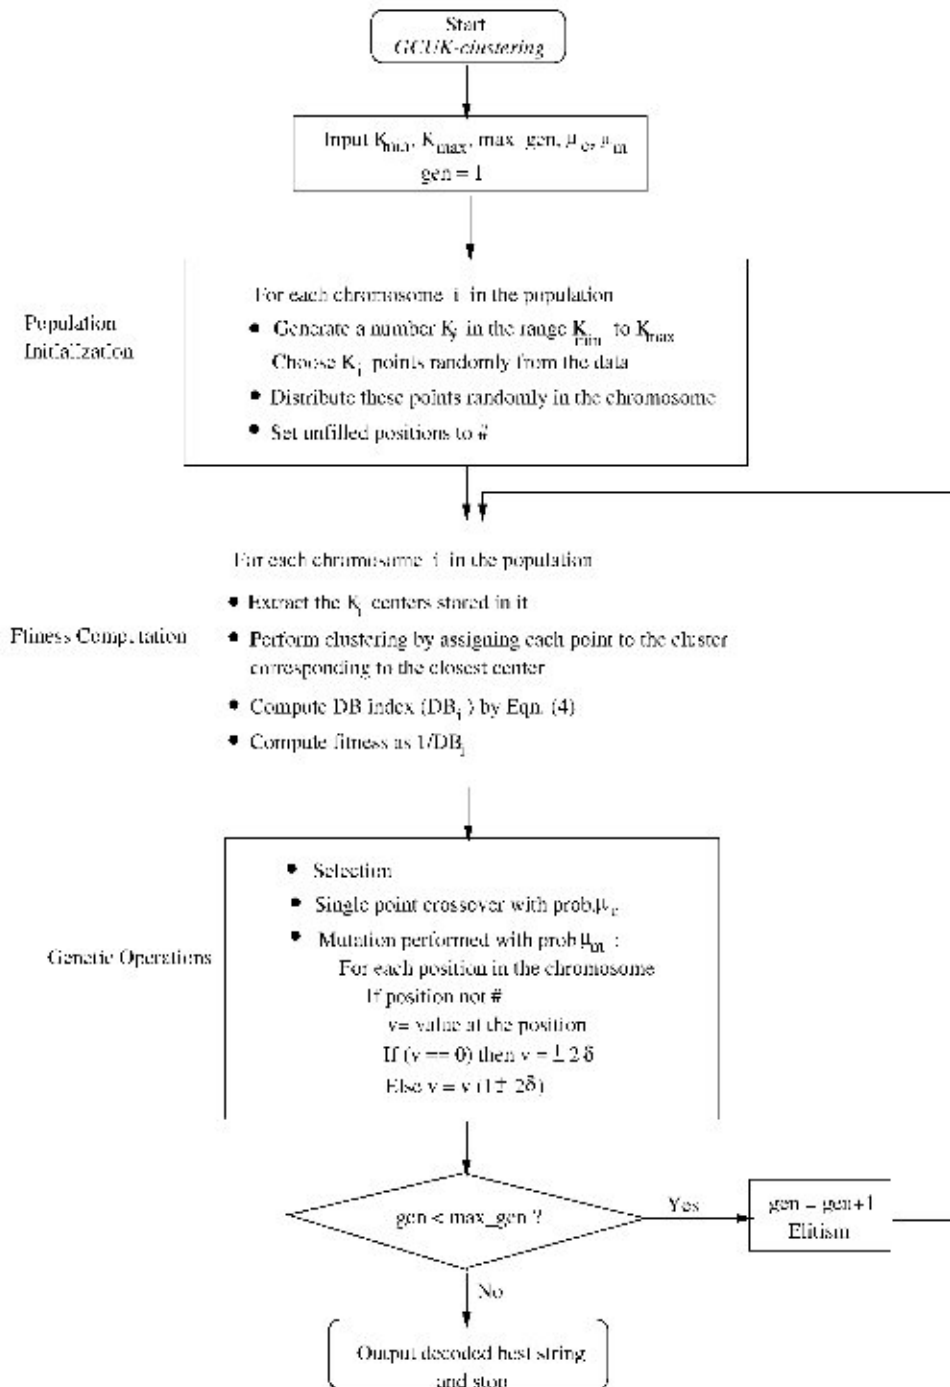 Start
GCUK-clustering
Input K_min, K_max, max_gen, μ_c, μ_m
gen = 1
Population
Initialization
For each chromosome i in the population
• Generate a number K_i in the range K_min to K_max
Choose K_i points randomly from the data
• Distribute these points randomly in the chromosome
• Set unfilled positions to #
For each chromosome i in the population
• Extract the K_i centers stored in it
Fitness Computation
• Perform clustering by assigning each point to the cluster
corresponding to the closest center
• Compute DB index (DB_i) by Eqn. (4)
• Compute fitness as 1/DB_i
Genetic Operations
• Selection
• Single point crossover with prob.μ_c
• Mutation performed with prob μ_m :
For each position in the chromosome
If position not #
v= value at the position
If (v == 0) then v = ± 2δ
Else v = v (1± 2δ)
gen < max_gen ?
Yes
gen = gen+1
Elitism
No
Output decoded best string
and stop